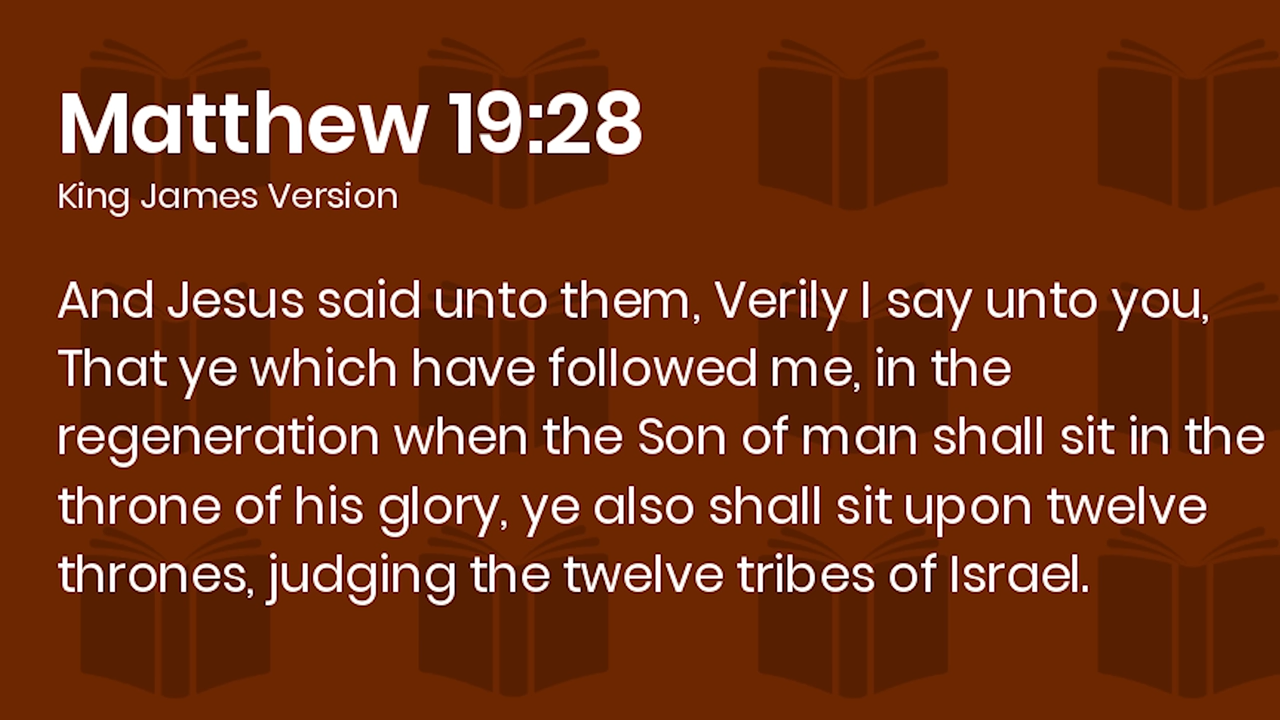 Matthew 19:28
King James Version
And Jesus said unto them, Verily I say unto you,
That ye which have followed me, in the
regeneration when the Son of man shall sit in the
throne of his glory, ye also shall sit upon twelve
thrones, judging the twelve tribes of Israel.